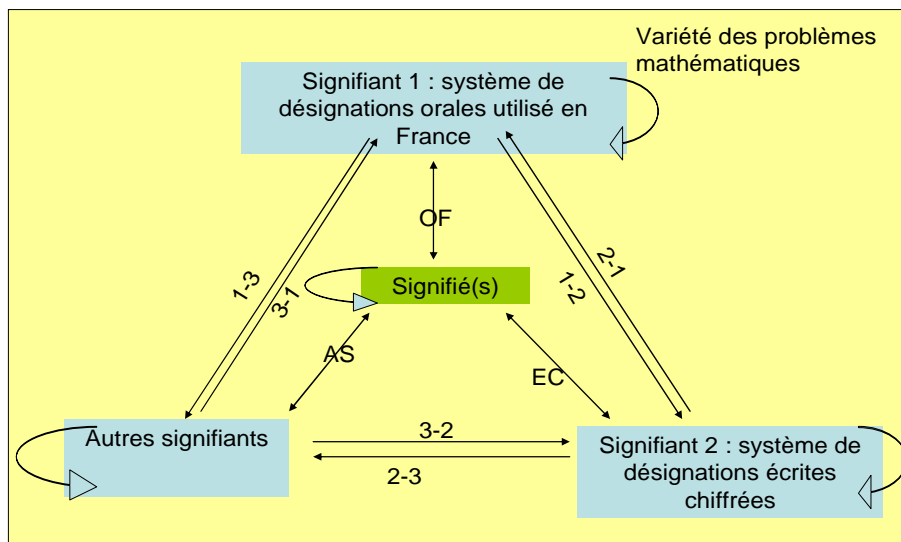 Variété des problèmes
mathématiques
Signifiant 1 : système de
désignations orales utilisé en
France
OF
1-3
3-1
2-1
1-2
Signifié(s)
AS
EC
Autres signifiants
3-2
2-3
Signifiant 2 : système de
désignations écrites
chiffrées